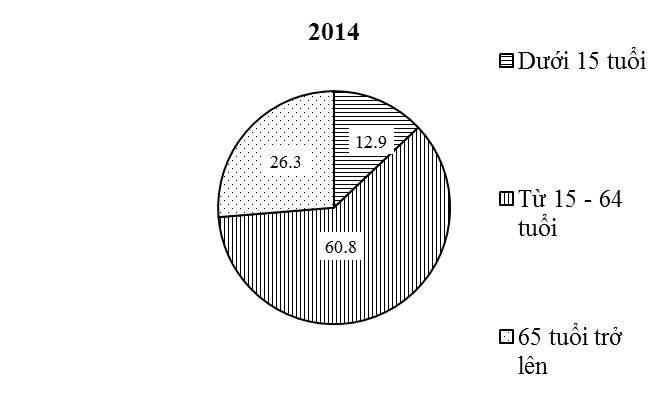 2014
Dưới 15 tuổi
12.9
26.3
Từ 15 - 64
tuổi
60.8
65 tuổi trở
lên